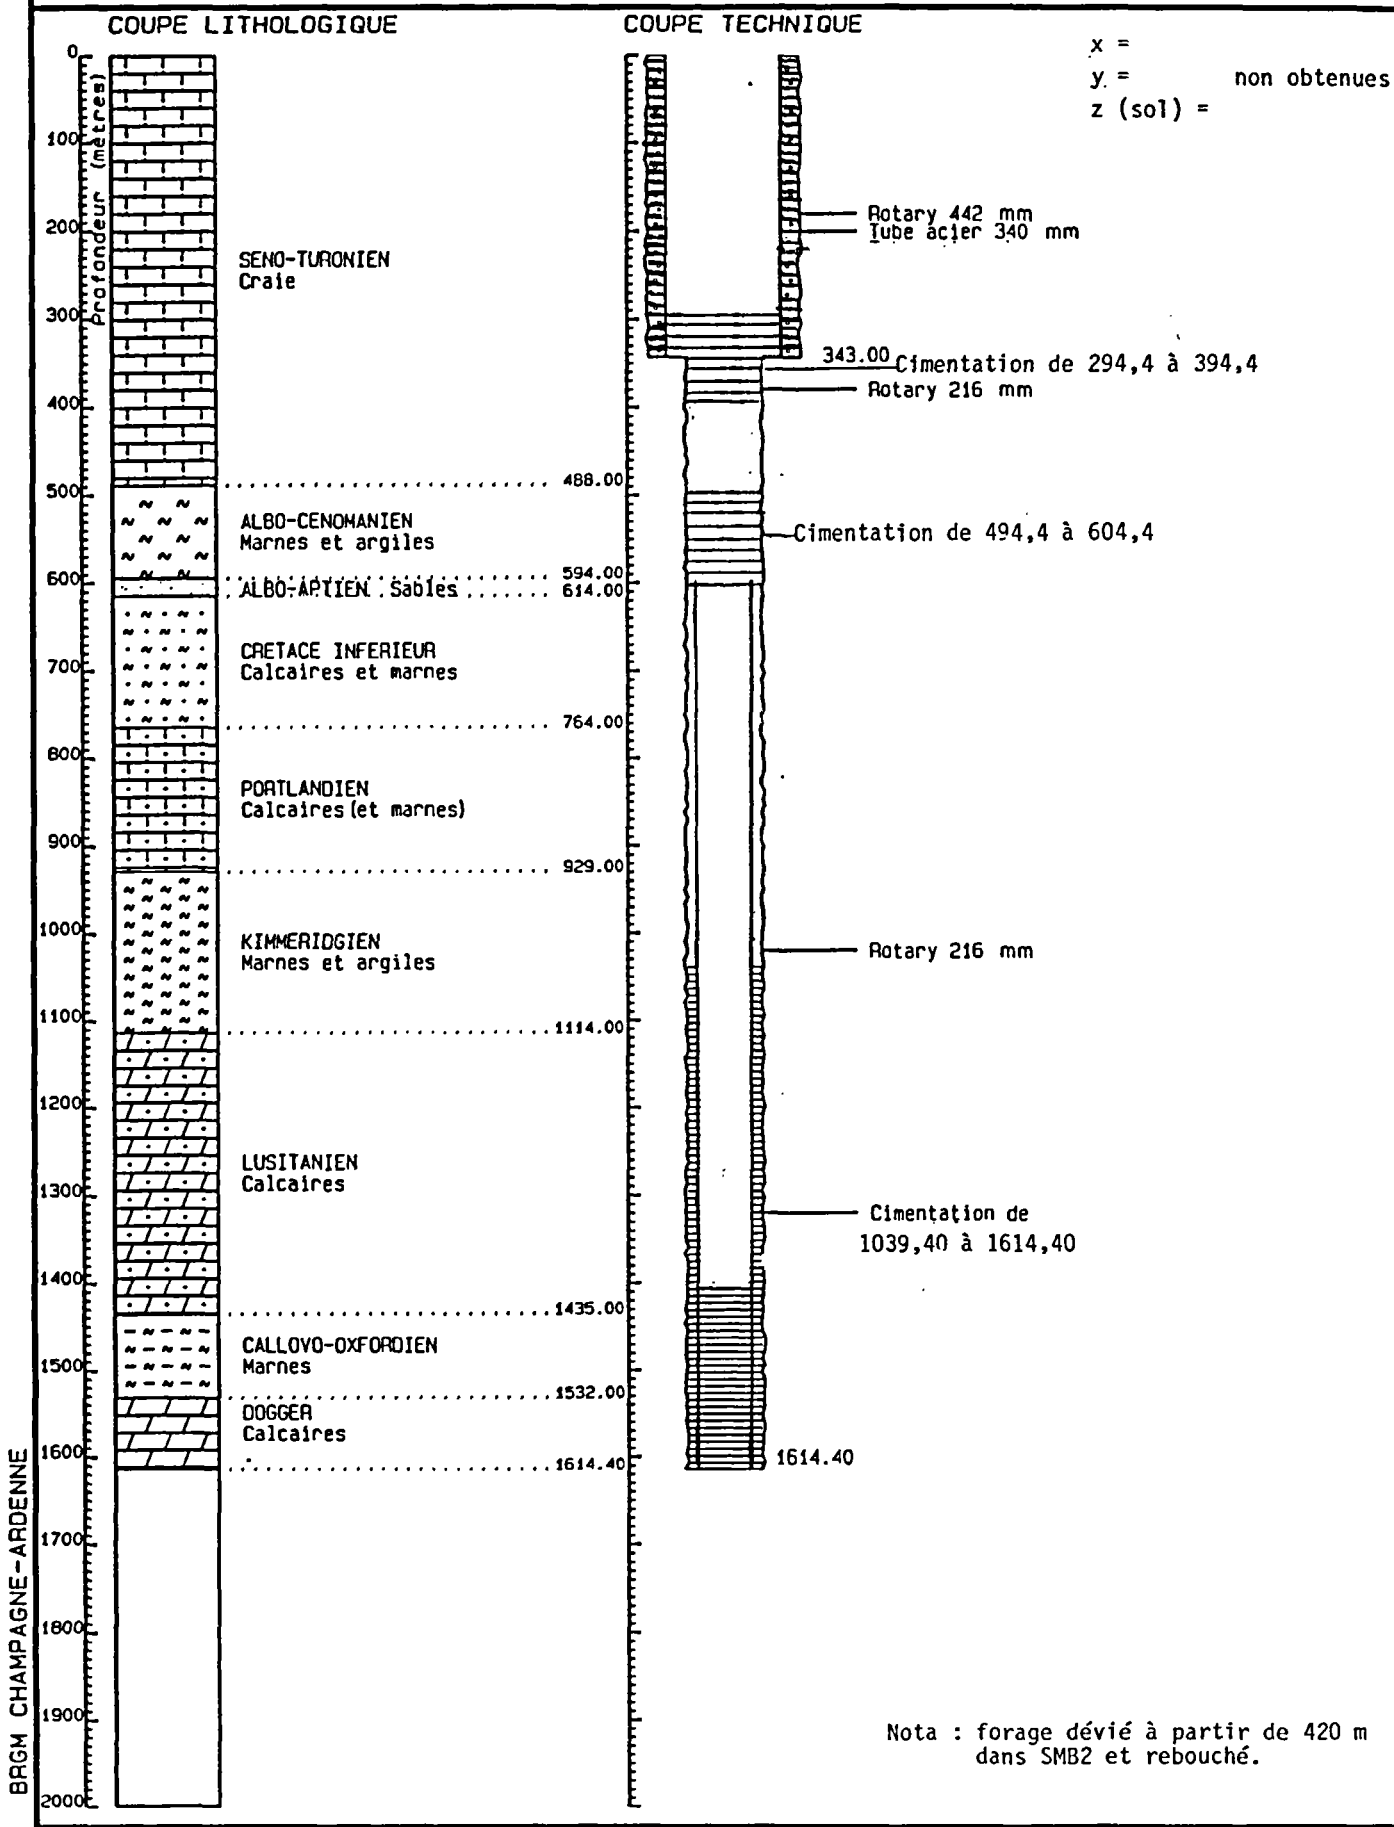 COUPE LITHOLOGIQUE
COUPE TECHNIQUE
x =
y = non obtenues
z (sol) =
Profondeur (mètres)
0
100
200
300
400
500
600
700
800
900
1000
1100
1200
1300
1400
1500
1600
1700
1800
1900
2000
SENO-TURONIEN
Craie
488.00
ALBO-CENOMANIEN
Marnes et argiles
594.00
ALBO-APTIEN Sables
614.00
CRETACE INFERIEUR
Calcaires et marnes
764.00
PORTLANDIEN
Calcaires (et marnes)
929.00
KIMMERIDGIEN
Marnes et argiles
1114.00
LUSITANIEN
Calcaires
1435.00
CALLOVO-OXFORDIEN
Marnes
1532.00
DOGGER
Calcaires
1614.40
Rotary 442 mm
Tube acier 340 mm
343.00
Cimentation de 294,4 à 394,4
Rotary 216 mm
Cimentation de 494,4 à 604,4
Rotary 216 mm
Cimentation de
1039,40 à 1614,40
1614.40
Nota : forage dévié à partir de 420 m
dans SMB2 et rebouché.
BRGM CHAMPAGNE-ARDENNE